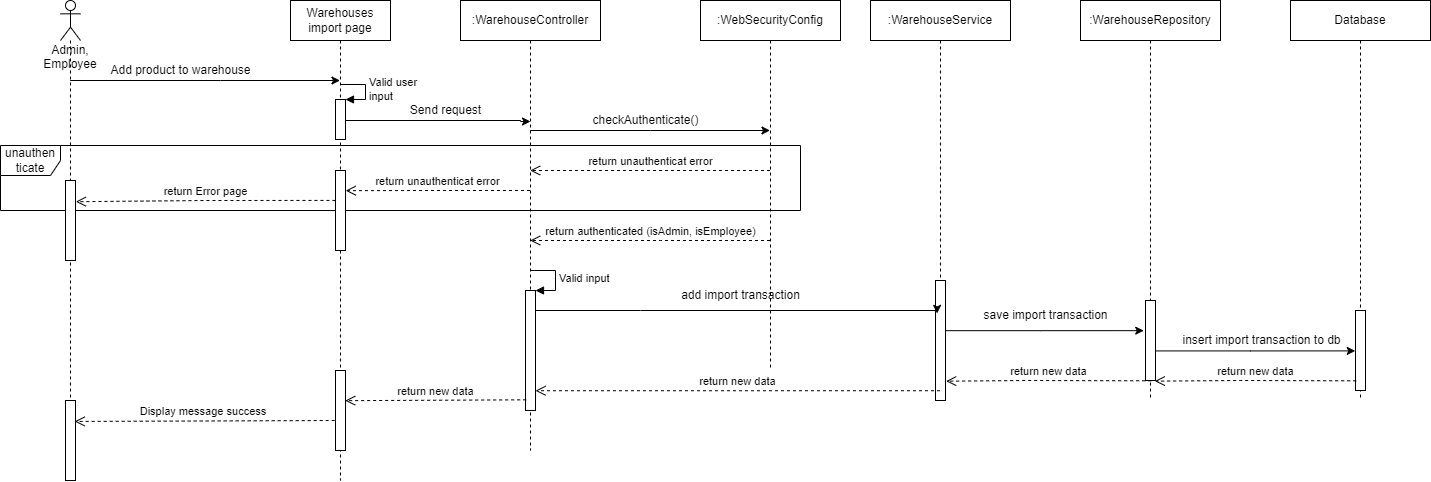 Warehouses
import page
:WarehouseController
:WebSecurityConfig
:WarehouseService
:WarehouseRepository
Database
Admin,
Employee
Add product to warehouse
Valid user
input
Send request
checkAuthenticate()
unauthen
ticate
return unauthenticat error
return unauthenticat error
return Error page
return authenticated (isAdmin, isEmployee)
Valid input
add import transaction
save import transaction
insert import transaction to db
return new data
return new data
return new data
return new data
Display message success